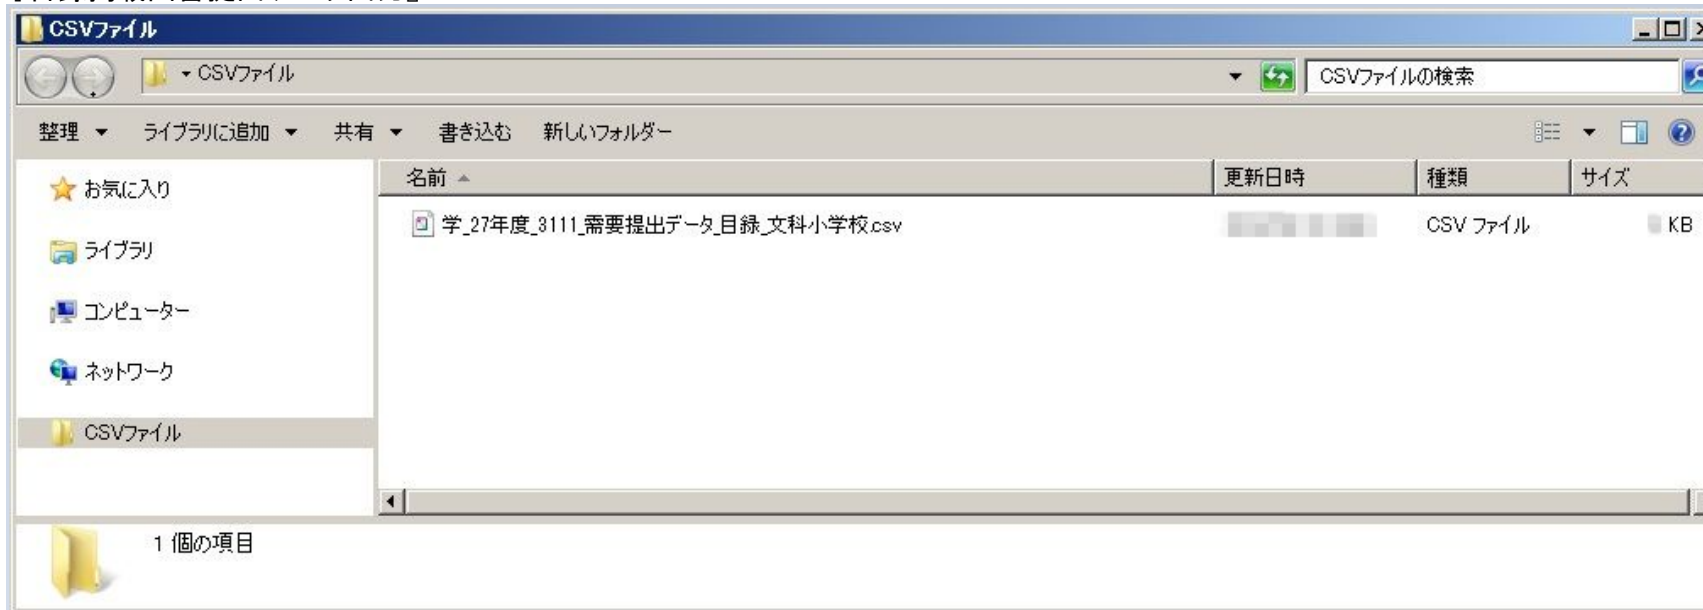 CSVファイル
CSVファイル
CSVファイルの検索
整理 ライブラリに追加 共有 書き込む 新しいフォルダー
名前 更新日時 種類 サイズ
お気に入り
学_27年度_3111_需要提出データ_目録_文科小学校.csv CSV ファイル KB
ライブラリ
コンピューター
ネットワーク
CSVファイル
1 個の項目